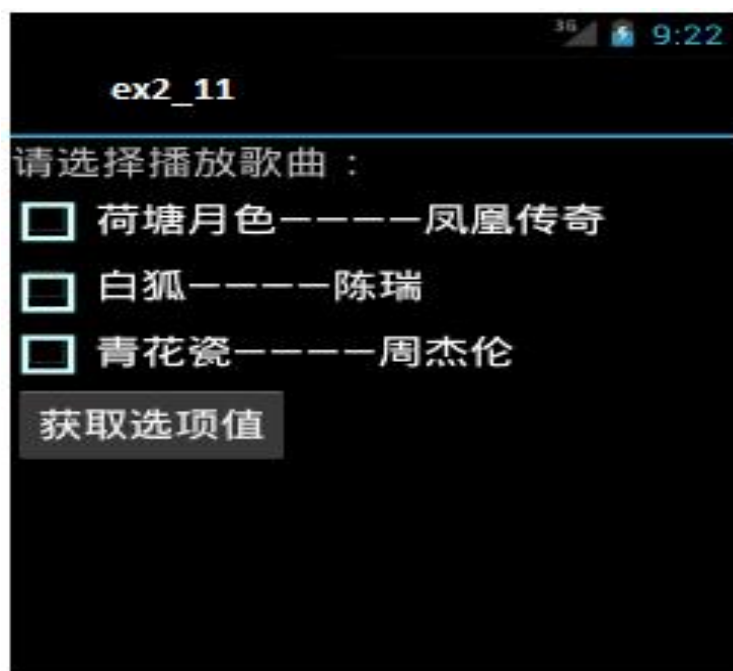 3G 9:22
ex2_11
请选择播放歌曲：
荷塘月色————凤凰传奇
白狐————陈瑞
青花瓷————周杰伦
获取选项值